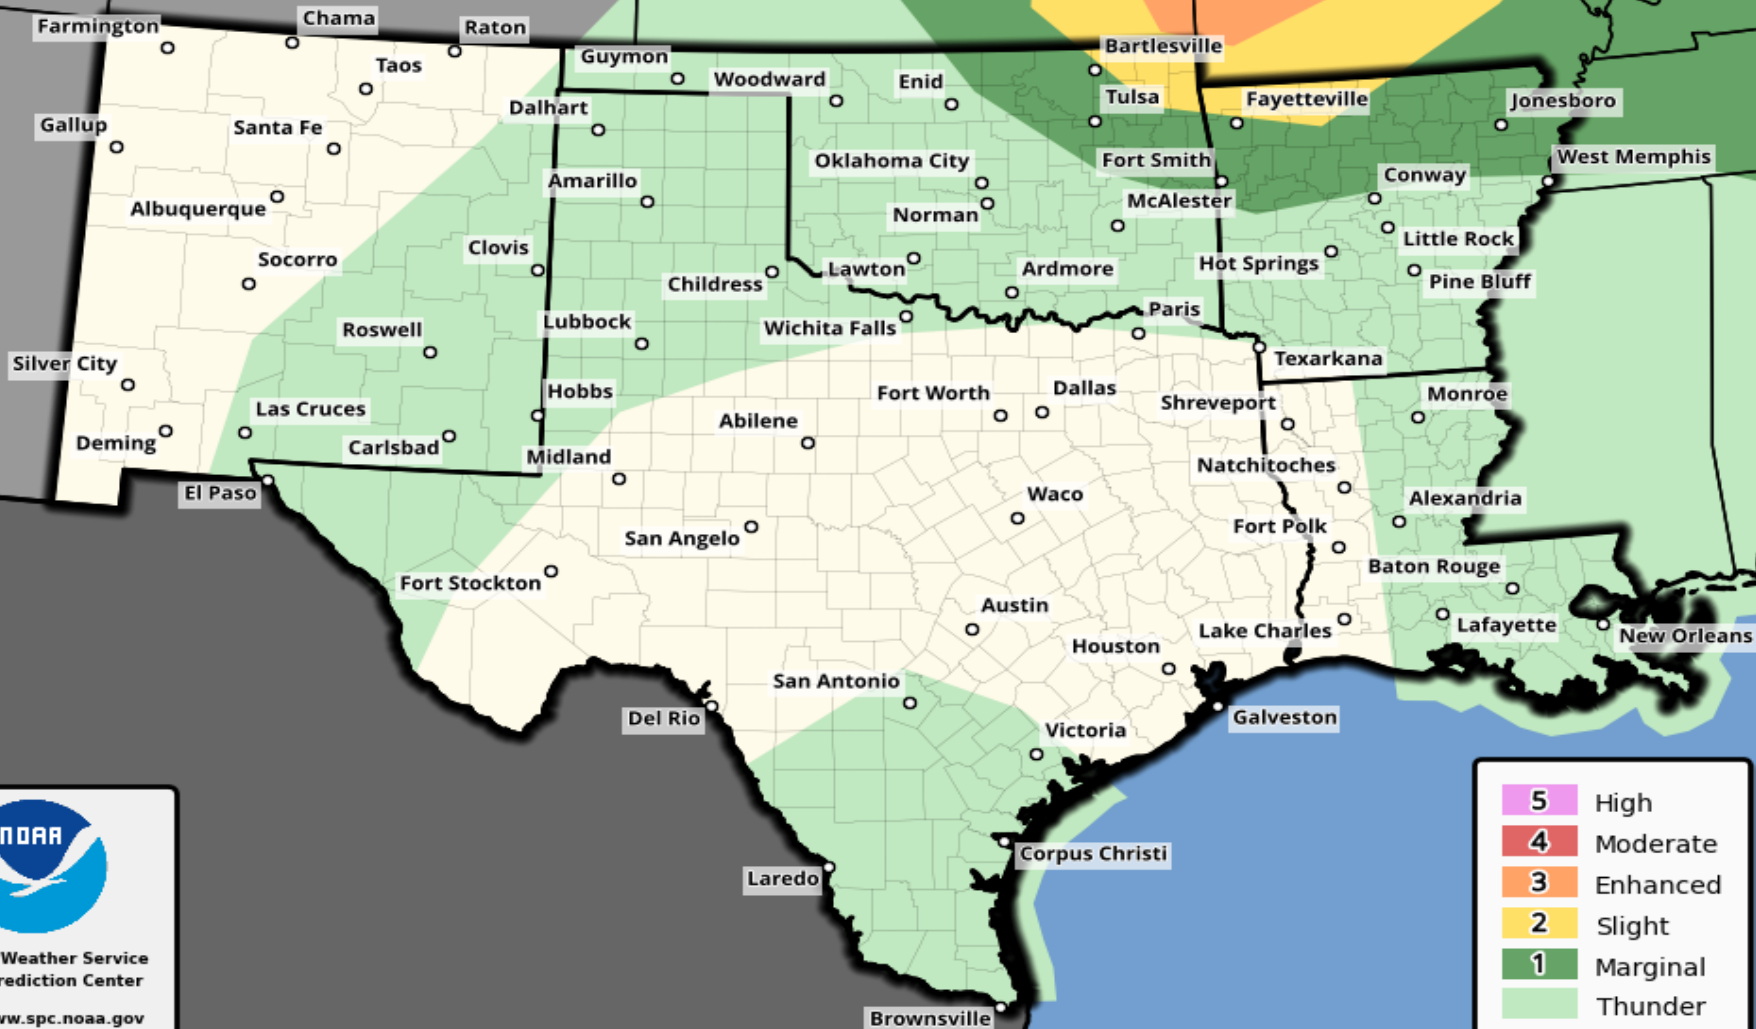 Farmington
Chama
Raton
Taos
Guymon
Woodward
Enid
Bartlesville
Tulsa
Fayetteville
Jonesboro
Gallup
Santa Fe
Dalhart
Oklahoma City
Fort Smith
West Memphis
Albuquerque
Amarillo
Norman
McAlester
Conway
Socorro
Clovis
Childress
Lawton
Ardmore
Hot Springs
Little Rock
Pine Bluff
Roswell
Lubbock
Wichita Falls
Paris
Texarkana
Silver City
Las Cruces
Hobbs
Abilene
Fort Worth
Dallas
Shreveport
Monroe
Deming
Carlsbad
Midland
Natchitoches
El Paso
San Angelo
Waco
Fort Polk
Alexandria
Fort Stockton
Baton Rouge
Austin
Houston
Lake Charles
Lafayette
New Orleans
San Antonio
Del Rio
Victoria
Galveston
Laredo
Corpus Christi
Brownsville
NOAA
Weather Service
rediction Center
ww.spc.noaa.gov
5 High
4 Moderate
3 Enhanced
2 Slight
1 Marginal
Thunder